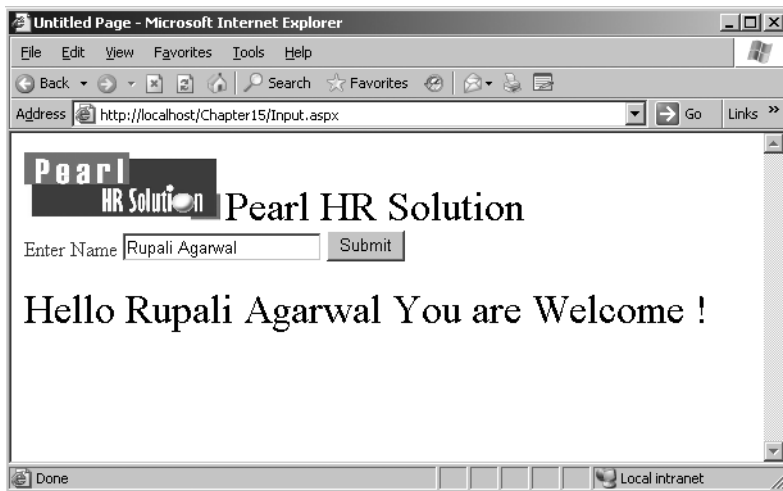 Untitled Page - Microsoft Internet Explorer
File Edit View Favorites Tools Help
Back Search Favorites
Address http://localhost/Chapter15/Input.aspx Go Links »
Pearl
HR Solution
Pearl HR Solution
Enter Name Rupali Agarwal Submit
Hello Rupali Agarwal You are Welcome !
Done Local intranet